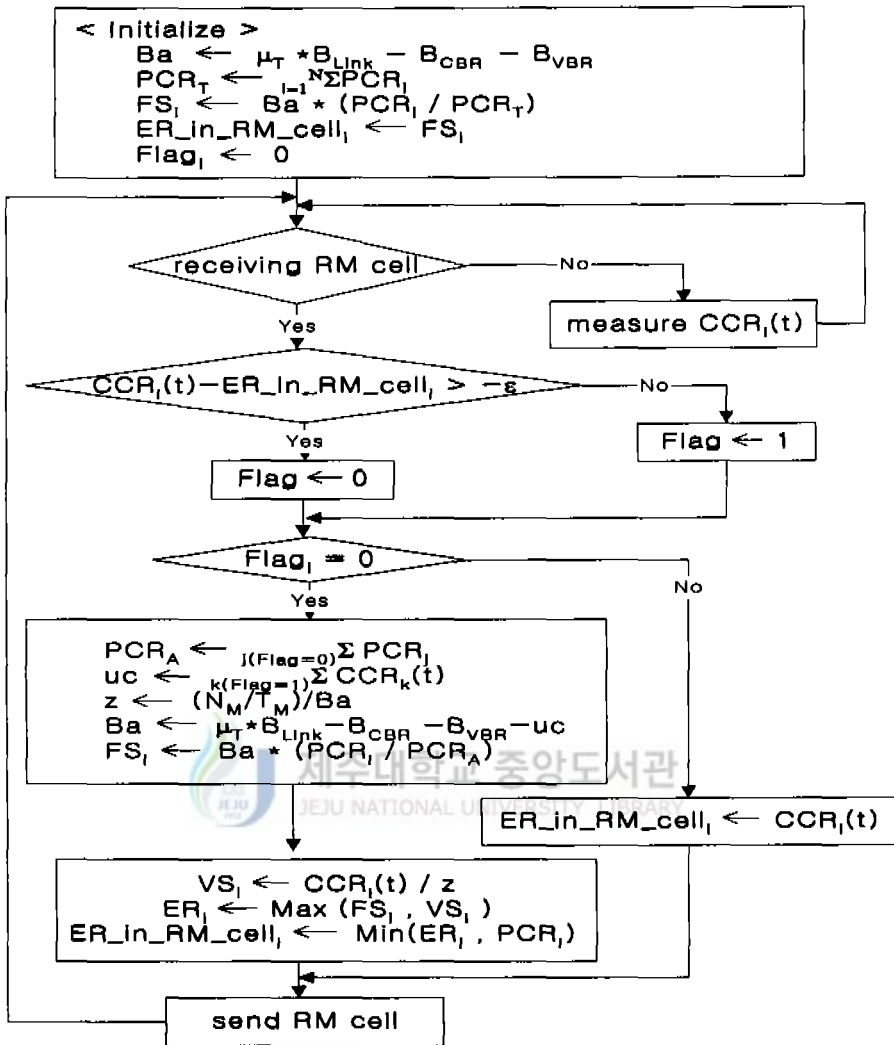 < Initialize >
Ba ← μT *BLink − BCBR − BVBR
PCRT ← i=1NΣPCRi
FSi ← Ba * (PCRi / PCRT)
ER_in_RM_celli ← FSi
Flagi ← 0
receiving RM cell
No
measure CCRi(t)
Yes
CCRi(t)−ER_in_RM_celli > −ε
No
Yes
Flag ← 1
Flag ← 0
Flagi = 0
No
Yes
PCRA ← j(Flag=0)Σ PCRj
uc ← k(Flag=1)Σ CCRk(t)
z ← (NM/TM)/Ba
Ba ← μT*BLink−BCBR −BVBR−uc
FSi ← Ba * (PCRi / PCRA)
제주대학교 중앙도서관
JEJU NATIONAL UNIVERSITY LIBRARY
JEJU
1952
ER_in_RM_celli ← CCRi(t)
VSi ← CCRi(t) / z
ERi ← Max (FSi , VSi )
ER_in_RM_celli ← Min(ERi , PCRi)
send RM cell